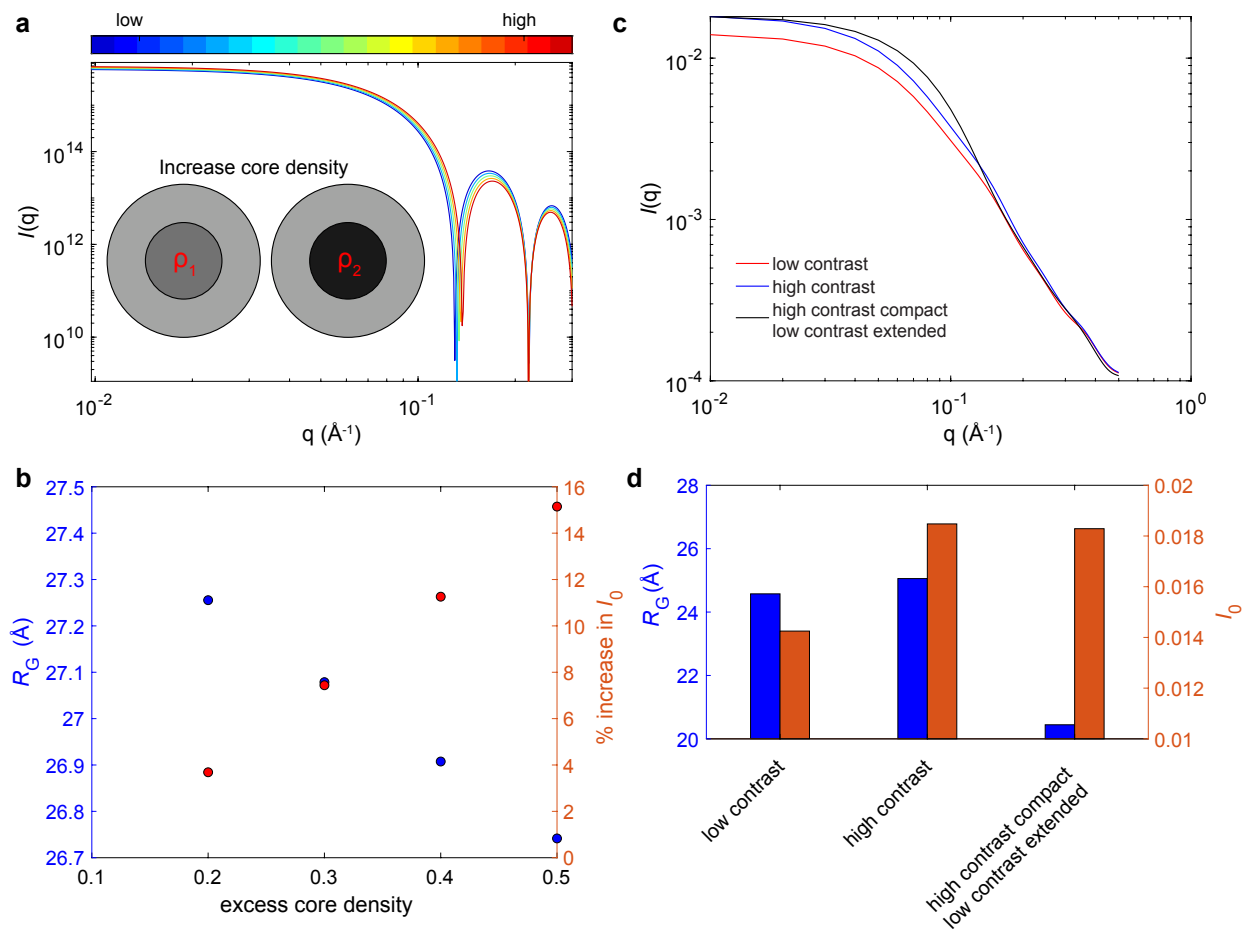 a
low
high
I(q)
10^14
10^12
10^10
Increase core density
ρ1
ρ2
10^-2
10^-1
q (Å^-1)
b
R_G (Å)
27.5
27.4
27.3
27.2
27.1
27
26.9
26.8
26.7
0.1
0.2
0.3
0.4
0.5
excess core density
16
14
12
10
8
6
4
2
0
% increase in I_0
c
I(q)
10^-2
10^-3
10^-4
low contrast
high contrast
high contrast compact
low contrast extended
10^-2
10^-1
10^0
q (Å^-1)
d
R_G (Å)
28
26
24
22
20
0.02
0.018
0.016
0.014
0.012
0.01
I_0
low contrast
high contrast
high contrast compact
low contrast extended